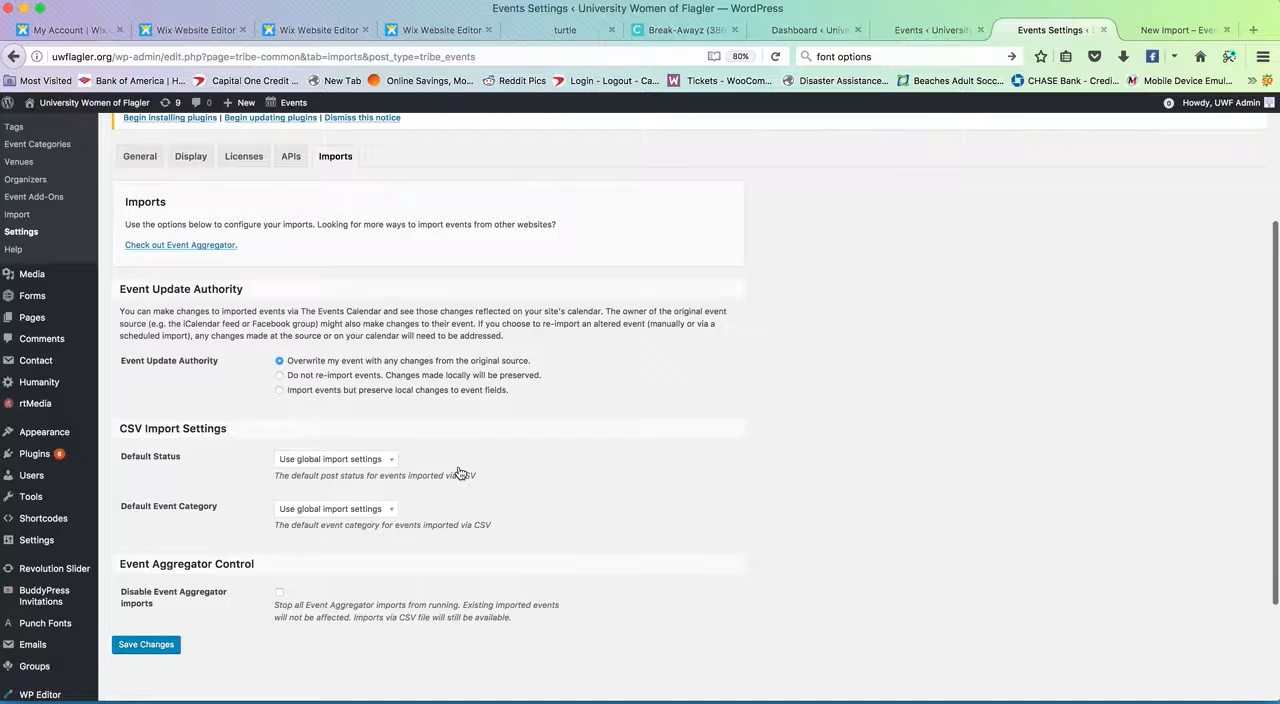 Events Settings ‹ University Women of Flagler — WordPress
My Account | Wix.
Wix Website Editor
Wix Website Editor
Wix Website Editor
turtle
Break-Awayz (386
Dashboard ‹ Unive
Events ‹ University
Events Settings ‹
New Import – Eve
uwflagler.org/wp-admin/edit.php?page=tribe-common&tab=imports&post_type=tribe_events
80%
font options
Most Visited
Bank of America | H...
Capital One Credit ...
New Tab
Online Savings, Mo...
Reddit Pics
Login - Logout - Ca...
Tickets - WooCom...
Disaster Assistance...
Beaches Adult Socc...
CHASE Bank - Credi...
Mobile Device Emul...
University Women of Flagler
9
0
New
Events
Howdy, UWF Admin
Begin installing plugins | Begin updating plugins | Dismiss this notice
Tags
Event Categories
Venues
Organizers
Event Add-Ons
Import
Settings
Help
Media
Forms
Pages
Comments
Contact
Humanity
rtMedia
Appearance
Plugins 8
Users
Tools
Shortcodes
Settings
Revolution Slider
BuddyPress
Invitations
Punch Fonts
Emails
Groups
WP Editor
General
Display
Licenses
APIs
Imports
Imports
Use the options below to configure your imports. Looking for more ways to import events from other websites?
Check out Event Aggregator.
Event Update Authority
You can make changes to imported events via The Events Calendar and see those changes reflected on your site's calendar. The owner of the original event
source (e.g. the iCalendar feed or Facebook group) might also make changes to their event. If you choose to re-import an altered event (manually or via a
scheduled import), any changes made at the source or on your calendar will need to be addressed.
Event Update Authority
Overwrite my event with any changes from the original source.
Do not re-import events. Changes made locally will be preserved.
Import events but preserve local changes to event fields.
CSV Import Settings
Default Status
Use global import settings
The default post status for events imported via CSV
Default Event Category
Use global import settings
The default event category for events imported via CSV
Event Aggregator Control
Disable Event Aggregator
imports
Stop all Event Aggregator imports from running. Existing imported events
will not be affected. Imports via CSV file will still be available.
Save Changes